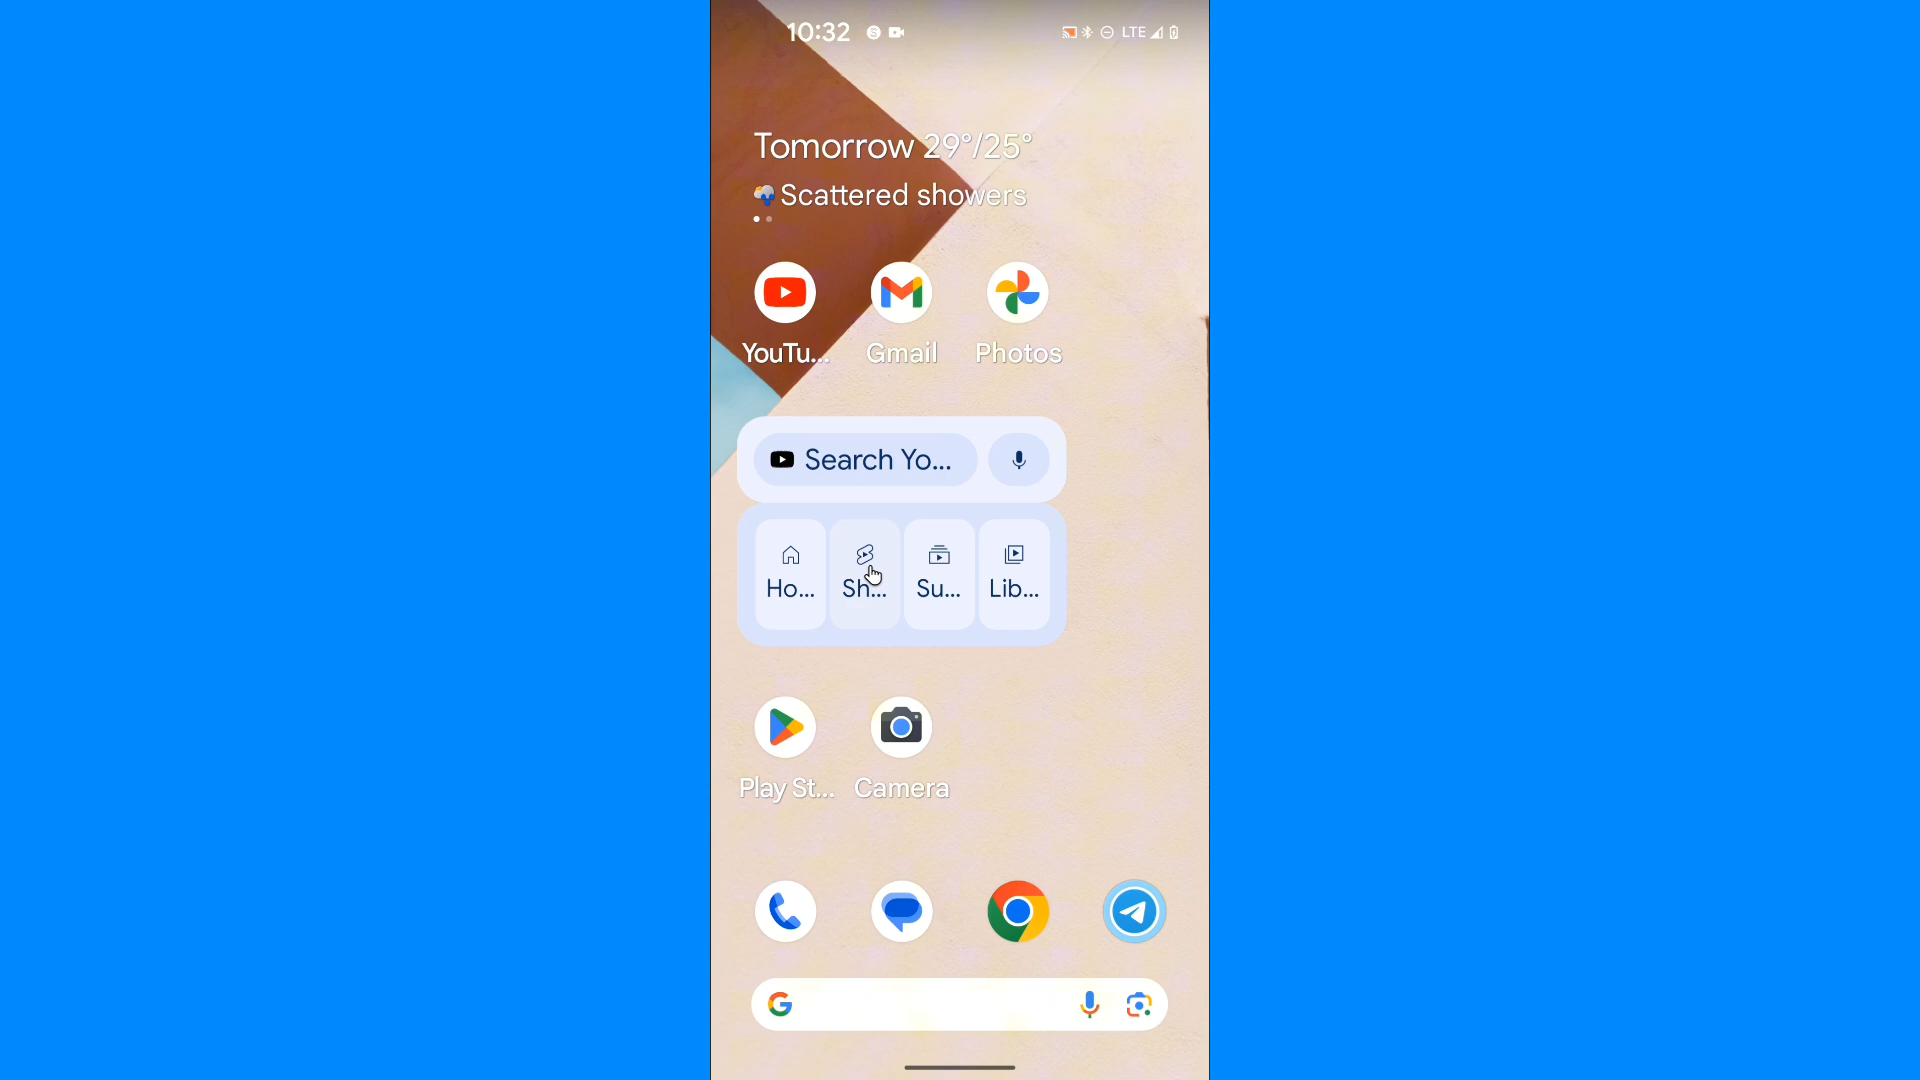 10:32 LTE
Tomorrow 29°/25°
Scattered showers
YouTu... Gmail Photos
Search Yo...
Ho... Sh... Su... Lib...
Play St... Camera